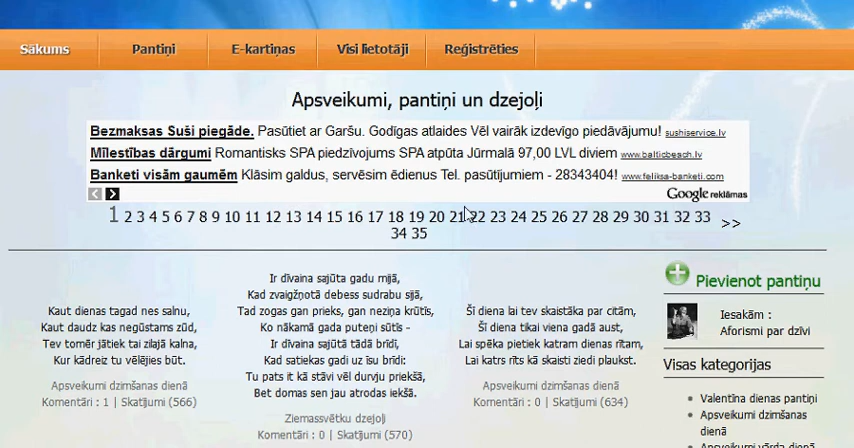 Sākums Pantiņi E-kartiņas Visi lietotāji Reģistrēties
Apsveikumi, pantiņi un dzejoļi
Bezmaksas Suši piegāde. Pasūtiet ar Garšu. Godīgas atlaides Vēl vairāk izdevīgo piedāvājumu! sushiservice.lv
Mīlestības dārgumi Romantisks SPA piedzīvojums SPA atpūta Jūrmalā 97,00 LVL diviem www.balticbeach.lv
Banketi visām gaumēm Klāsim galdus, servēsim ēdienus Tel. pasūtījumiem - 28343404! www.feliksa-banketi.com
Google reklāmas
1 2 3 4 5 6 7 8 9 10 11 12 13 14 15 16 17 18 19 20 21 22 23 24 25 26 27 28 29 30 31 32 33
34 35 >>
Kaut dienas tagad nes salnu,
Kaut daudz kas negūstams zūd,
Tev tomēr jātiek tai zilajā kalna,
Kur kādreiz tu vēlējies būt.
Apsveikumi dzimšanas dienā
Komentāri : 1 | Skatījumi (566)
Ir dīvaina sajūta gadu mijā,
Kad zvaigžņotā debess sudrabu sijā,
Tad zogas gan prieks, gan neziņa krūtīs,
Ko nākamā gada puteņi sūtīs -
Ir dīvaina sajūtā tādā brīdī,
Kad satiekas gadi uz īsu brīdi:
Tu pats it kā stāvi vēl durvju priekšā,
Bet domas sen jau atrodas iekšā.
Ziemassvētku dzejoļi
Komentāri : 0 | Skatījumi (570)
Šī diena lai tev skaistāka par citām,
Šī diena tikai viena gadā aust,
Lai spēka pietiek katram dienas rītam,
Lai katrs rīts kā skaisti ziedi plaukst.
Apsveikumi dzimšanas dienā
Komentāri : 0 | Skatījumi (634)
Pievienot pantiņu
Iesakām :
Aforismi par dzīvi
Visas kategorijas
Valentīna dienas pantiņi
Apsveikumi dzimšanas
dienā
Apsveikumi vārda dienā